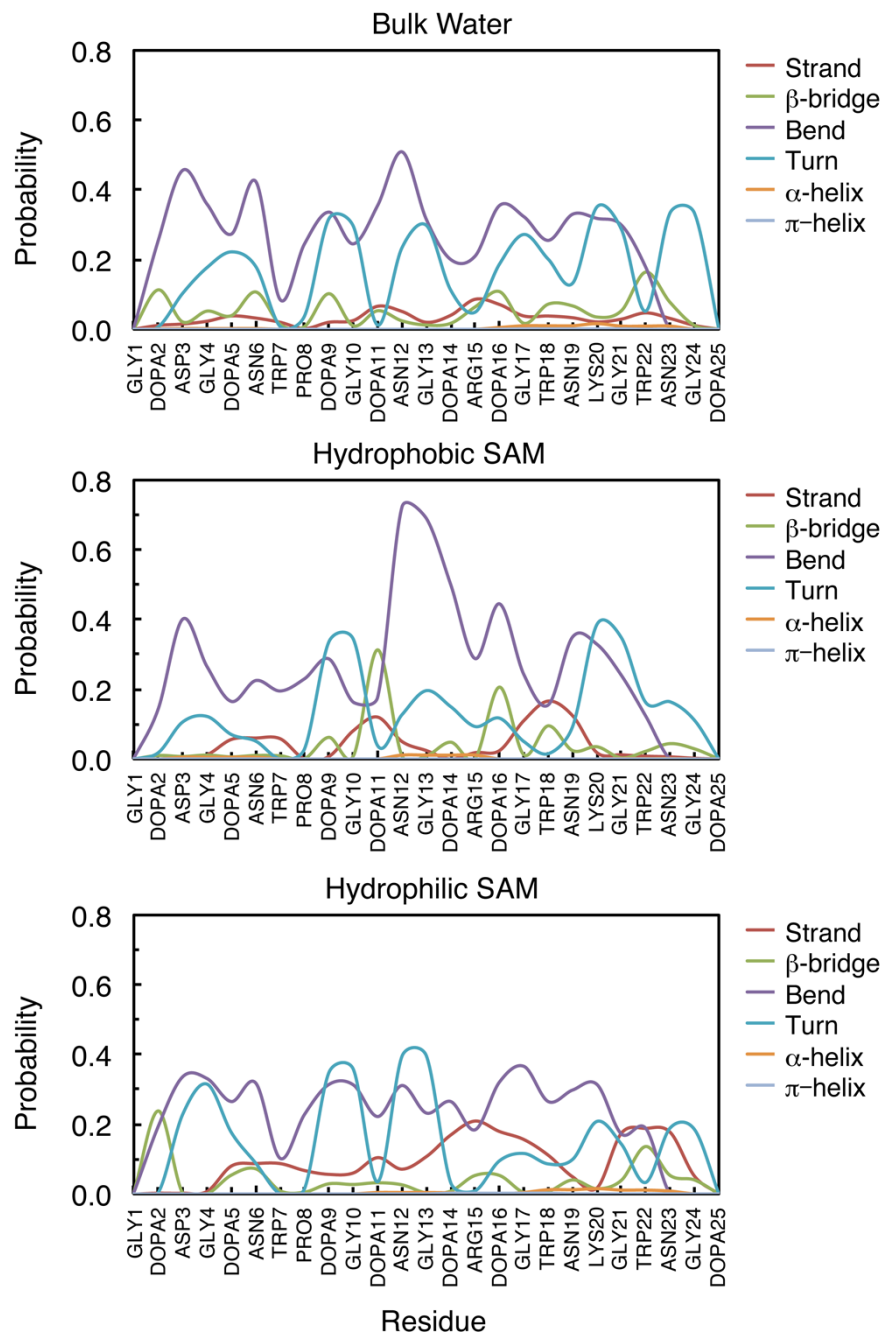 Bulk Water
Probability
0.8
0.6
0.4
0.2
0.0
Strand
β-bridge
Bend
Turn
α-helix
π-helix
GLY1
DOPA2
ASP3
GLY4
DOPA5
ASN6
TRP7
PRO8
DOPA9
GLY10
DOPA11
ASN12
GLY13
DOPA14
ARG15
DOPA16
GLY17
TRP18
ASN19
LYS20
GLY21
TRP22
ASN23
GLY24
DOPA25
Hydrophobic SAM
Probability
0.8
0.6
0.4
0.2
0.0
Strand
β-bridge
Bend
Turn
α-helix
π-helix
GLY1
DOPA2
ASP3
GLY4
DOPA5
ASN6
TRP7
PRO8
DOPA9
GLY10
DOPA11
ASN12
GLY13
DOPA14
ARG15
DOPA16
GLY17
TRP18
ASN19
LYS20
GLY21
TRP22
ASN23
GLY24
DOPA25
Hydrophilic SAM
Probability
0.8
0.6
0.4
0.2
0.0
Strand
β-bridge
Bend
Turn
α-helix
π-helix
GLY1
DOPA2
ASP3
GLY4
DOPA5
ASN6
TRP7
PRO8
DOPA9
GLY10
DOPA11
ASN12
GLY13
DOPA14
ARG15
DOPA16
GLY17
TRP18
ASN19
LYS20
GLY21
TRP22
ASN23
GLY24
DOPA25
Residue